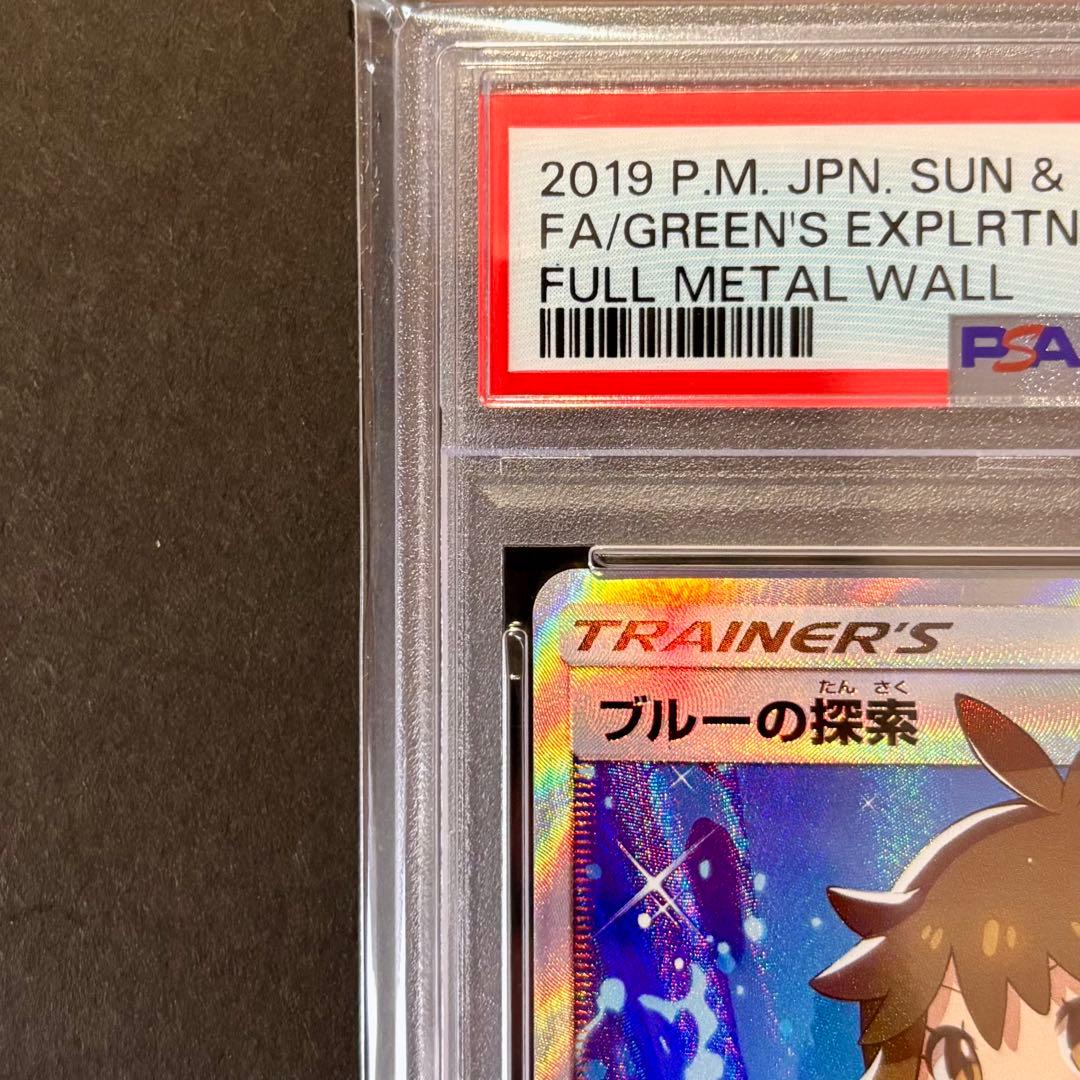 2019 P.M. JPN. SUN &
FA/GREEN'S EXPLRTN
FULL METAL WALL
PSA
TRAINER'S
たん さく
ブルーの探索